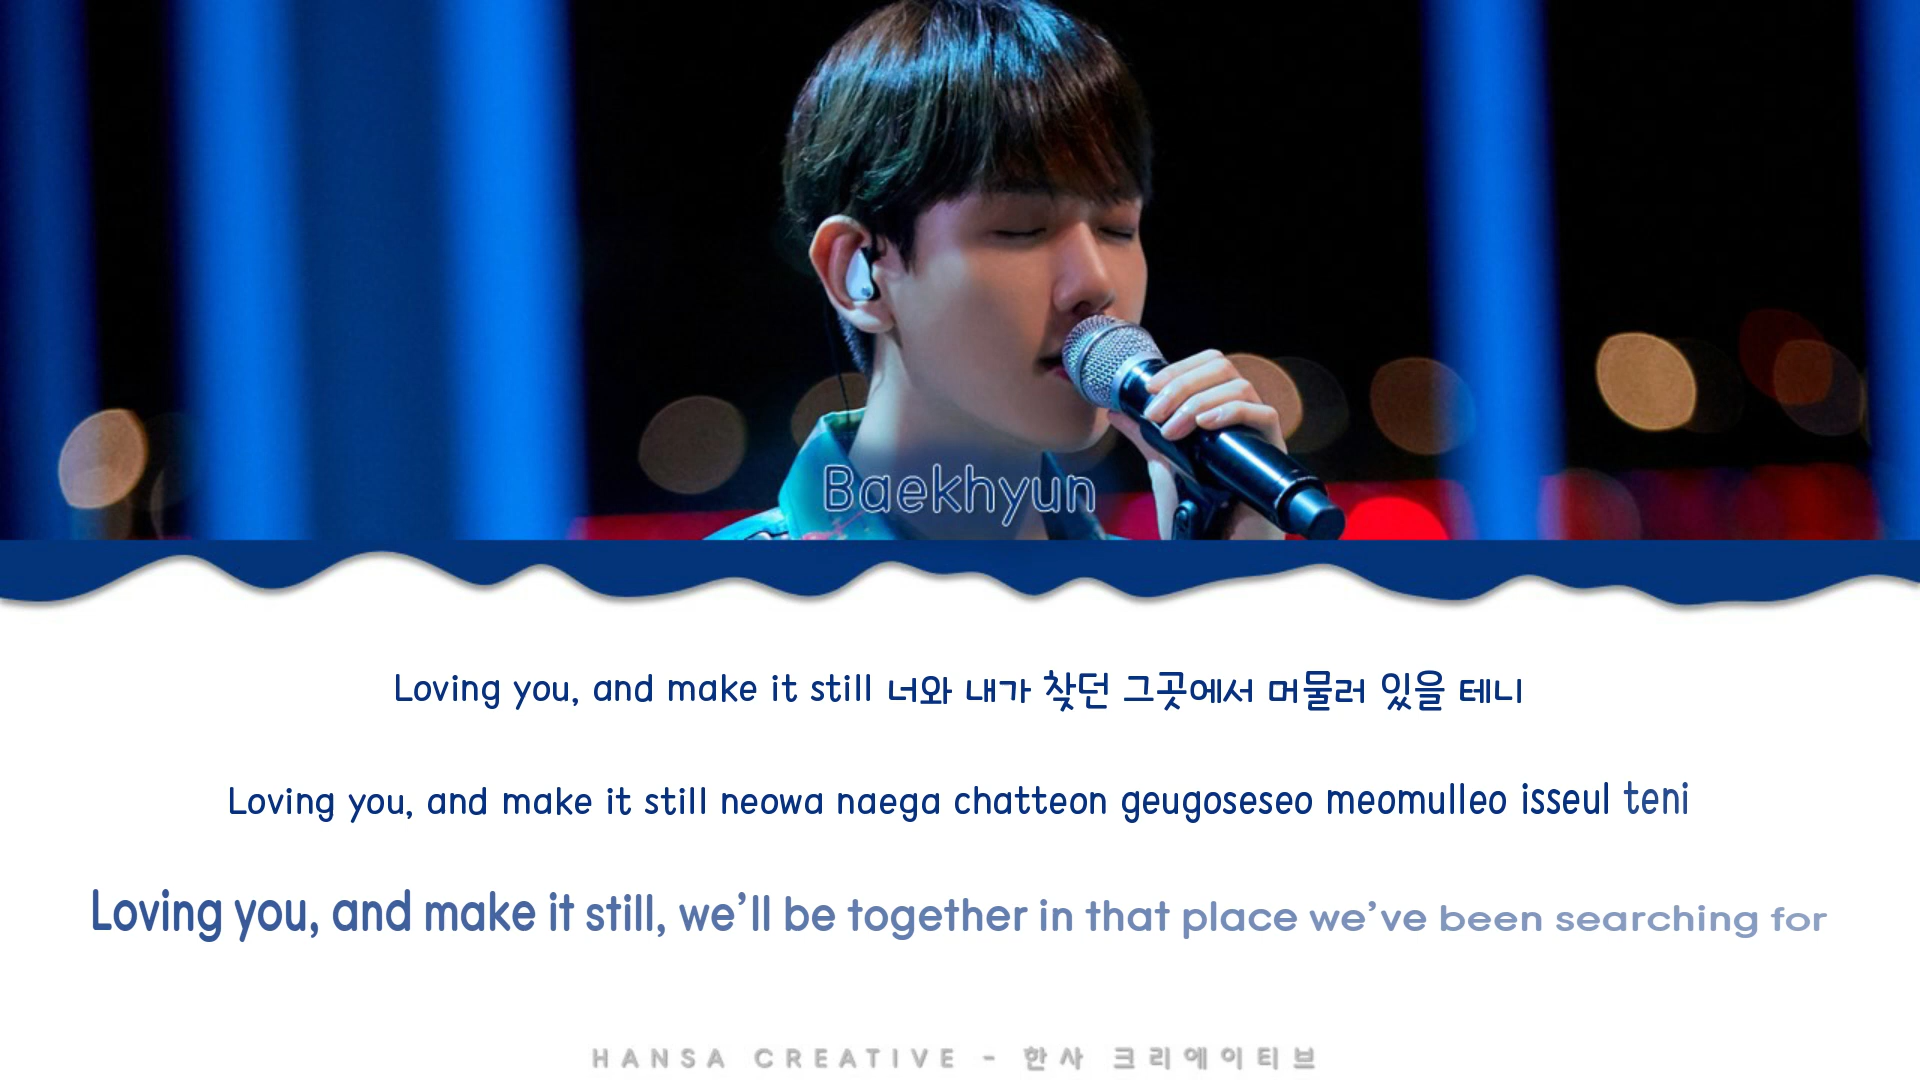 Baekhyun
Loving you, and make it still 너와 내가 찾던 그곳에서 머물러 있을 테니
Loving you, and make it still neowa naega chatteon geugoseseo meomulleo isseul teni
Loving you, and make it still, we’ll be together in that place we’ve been searching for
HANSA CREATIVE - 한사 크리에이티브